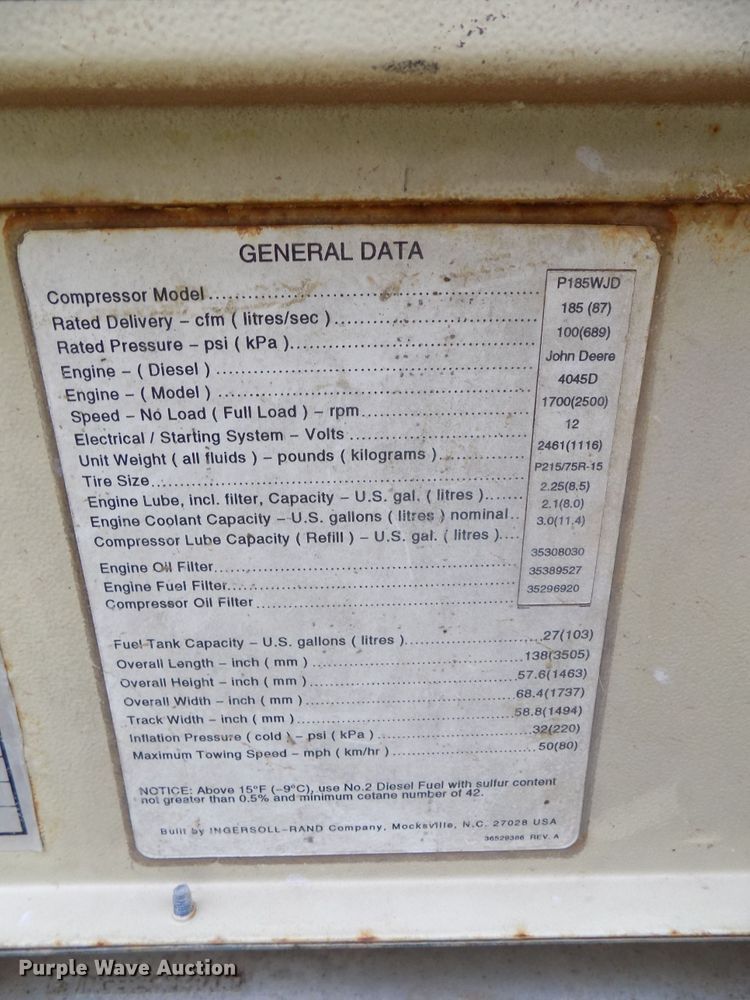 GENERAL DATA
Compressor Model ........ P185WJD
Rated Delivery – cfm ( litres/sec ) ........ 185 (87)
Rated Pressure – psi ( kPa ) ........ 100(689)
Engine – ( Diesel ) ........ John Deere
Engine – ( Model ) ........ 4045D
Speed – No Load ( Full Load ) – rpm ........ 1700(2500)
Electrical / Starting System – Volts ........ 12
Unit Weight ( all fluids ) – pounds ( kilograms ) ........ 2461(1116)
Tire Size ........ P215/75R-15
Engine Lube, incl. filter, Capacity – U.S. gal. ( litres ) ........ 2.25(8.5)
Engine Coolant Capacity – U.S. gallons ( litres ) nominal .. 2.1(8.0)
Compressor Lube Capacity ( Refill ) – U.S. gal. ( litres ) .... 3.0(11.4)
Engine Oil Filter ........ 35308030
Engine Fuel Filter ........ 35389527
Compressor Oil Filter ........ 35296920
Fuel Tank Capacity – U.S. gallons ( litres ) ........ 27(103)
Overall Length – inch ( mm ) ........ 138(3505)
Overall Height – inch ( mm ) ........ 57.6(1463)
Overall Width – inch ( mm ) ........ 68.4(1737)
Track Width – inch ( mm ) ........ 58.8(1494)
Inflation Pressure ( cold ) – psi ( kPa ) ........ 32(220)
Maximum Towing Speed – mph ( km/hr ) ........ 50(80)
NOTICE: Above 15°F (–9°C), use No.2 Diesel Fuel with sulfur content
not greater than 0.5% and minimum cetane number of 42.
Built by INGERSOLL–RAND Company, Mocksville, N.C. 27028 USA
36529386 REV. A
Purple Wave Auction